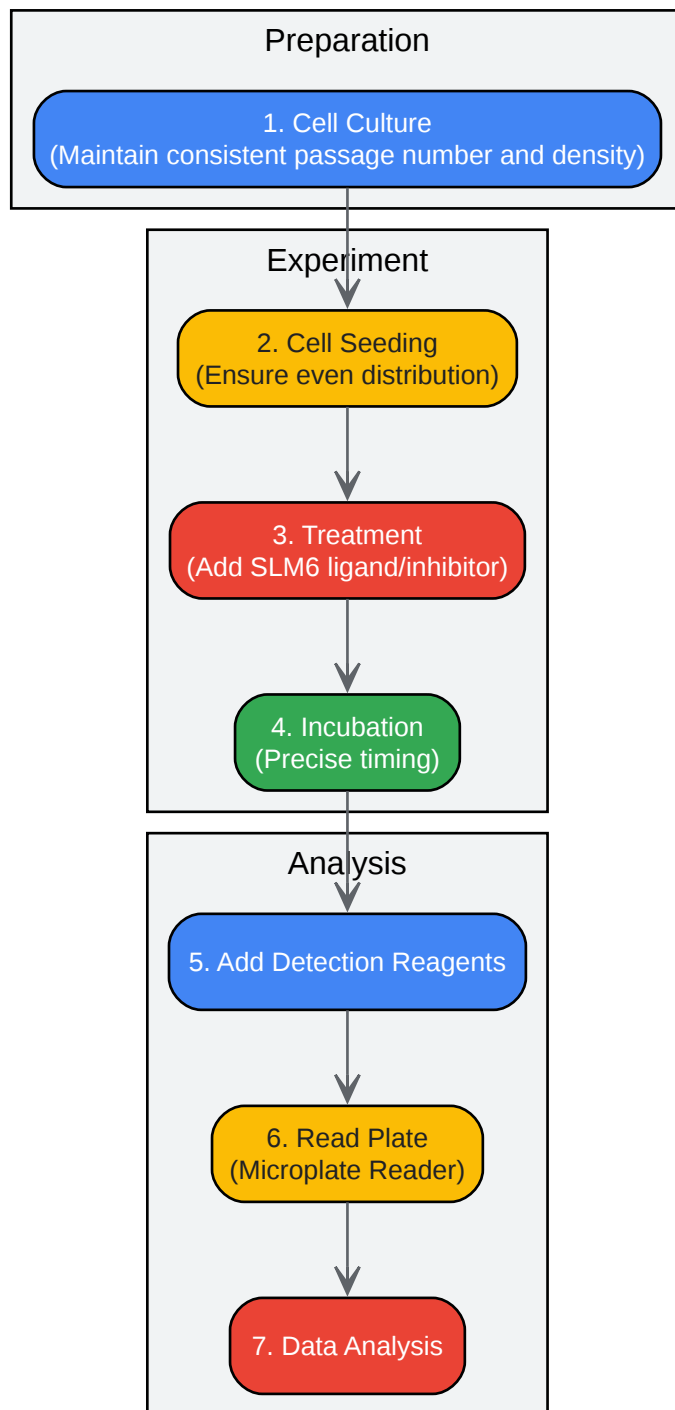 Preparation
1. Cell Culture
(Maintain consistent passage number and density)
Experiment
2. Cell Seeding
(Ensure even distribution)
3. Treatment
(Add SLM6 ligand/inhibitor)
4. Incubation
(Precise timing)
Analysis
5. Add Detection Reagents
6. Read Plate
(Microplate Reader)
7. Data Analysis